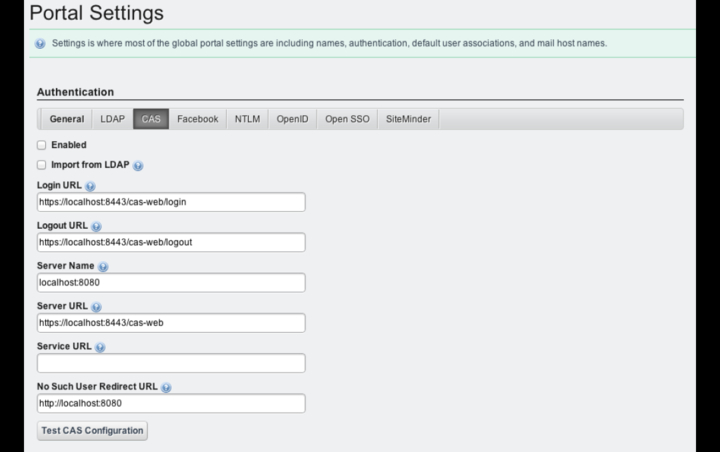 Portal Settings
Settings is where most of the global portal settings are including names, authentication, default user associations, and mail host names.
Authentication
General LDAP CAS Facebook NTLM OpenID Open SSO SiteMinder
Enabled
Import from LDAP
Login URL
https://localhost:8443/cas-web/login
Logout URL
https://localhost:8443/cas-web/logout
Server Name
localhost:8080
Server URL
https://localhost:8443/cas-web
Service URL
No Such User Redirect URL
http://localhost:8080
Test CAS Configuration